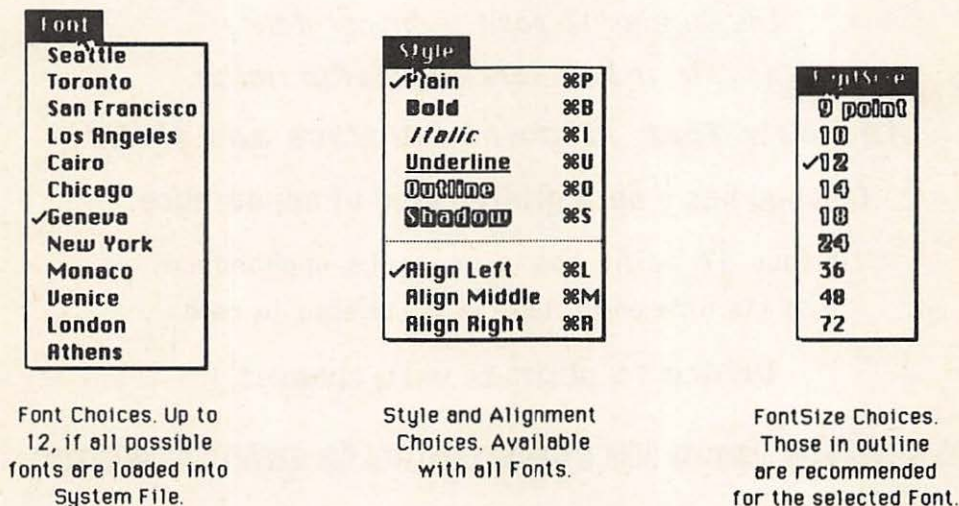 Font
Seattle
Toronto
San Francisco
Los Angeles
Cairo
Chicago
✓Geneva
New York
Monaco
Venice
London
Athens
Font Choices. Up to
12, if all possible
fonts are loaded into
System File.
Style
✓Plain ⌘P
Bold ⌘B
Italic ⌘I
Underline ⌘U
Outline ⌘O
Shadow ⌘S
✓Align Left ⌘L
Align Middle ⌘M
Align Right ⌘R
Style and Alignment
Choices. Available
with all Fonts.
FontSize
9 point
10
✓12
14
18
24
36
48
72
FontSize Choices.
Those in outline
are recommended
for the selected Font.